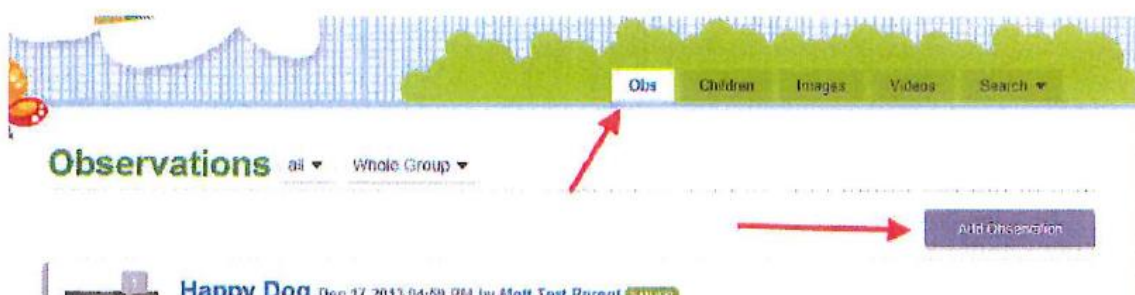 Obs Children Images Videos Search
Observations all Whole Group
Add Observation
Happy Dog Dec 17 2013 04:59 PM by Matt Test Parent